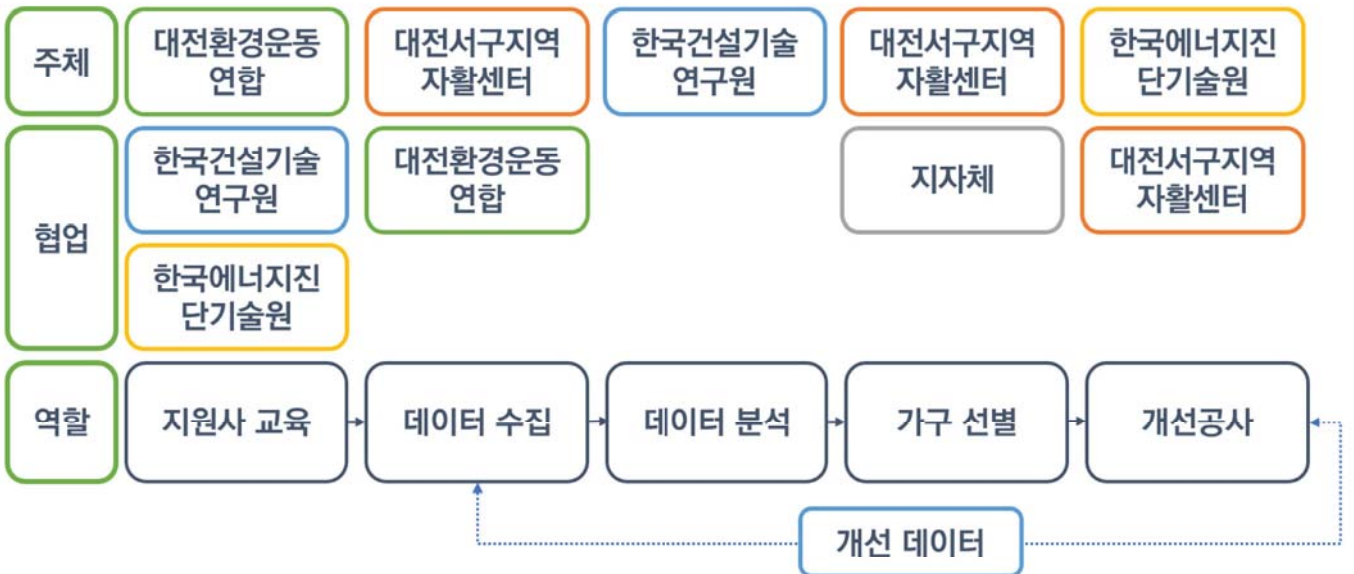 주체
대전환경운동
연합
대전서구지역
자활센터
한국건설기술
연구원
대전서구지역
자활센터
한국에너지진
단기술원
협업
한국건설기술
연구원
대전환경운동
연합
지자체
대전서구지역
자활센터
한국에너지진
단기술원
역할
지원사 교육
데이터 수집
데이터 분석
가구 선별
개선공사
개선 데이터